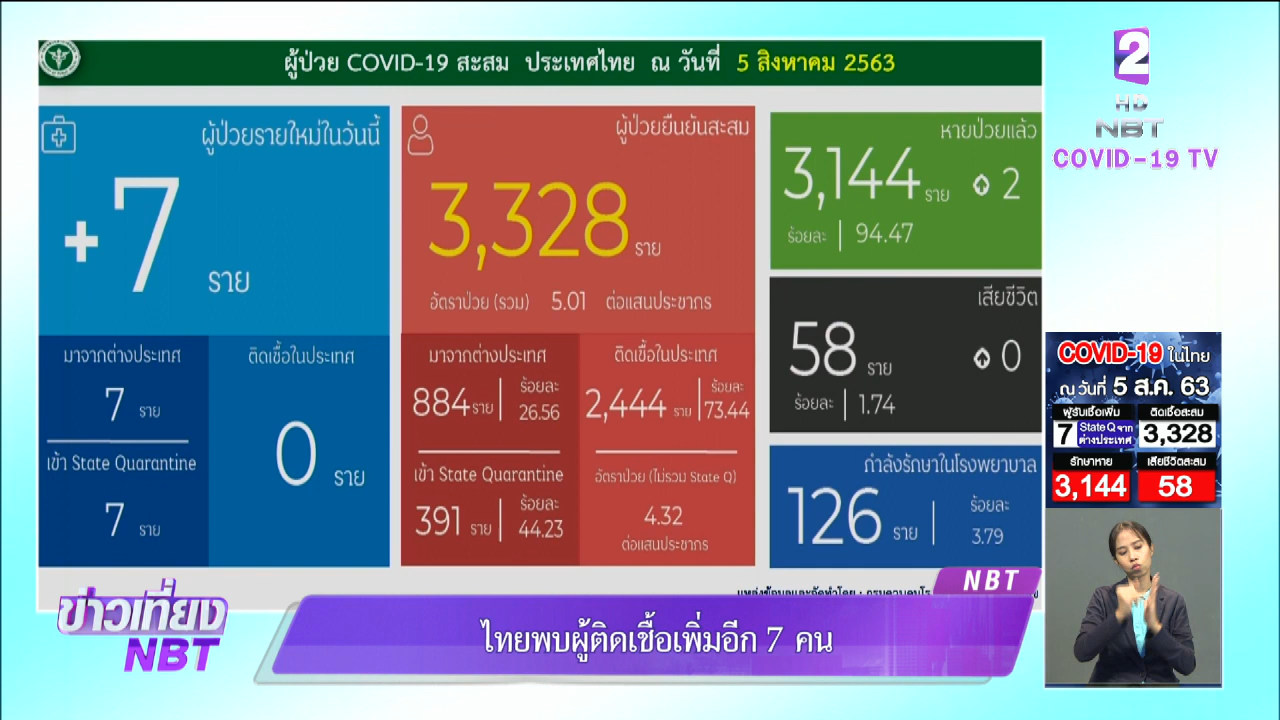 ผู้ป่วย COVID-19 สะสม ประเทศไทย ณ วันที่ 5 สิงหาคม 2563
ผู้ป่วยรายใหม่ในวันนี้
+7 ราย
มาจากต่างประเทศ
7 ราย
เข้า State Quarantine
7 ราย
ติดเชื้อในประเทศ
0 ราย
ผู้ป่วยยืนยันสะสม
3,328 ราย
อัตราป่วย (รวม) 5.01 ต่อแสนประชากร
มาจากต่างประเทศ
884 ราย ร้อยละ 26.56
เข้า State Quarantine
391 ราย ร้อยละ 44.23
ติดเชื้อในประเทศ
2,444 ราย ร้อยละ 73.44
อัตราป่วย (ไม่รวม State Q)
4.32
ต่อแสนประชากร
หายป่วยแล้ว
3,144 ราย 2
ร้อยละ 94.47
เสียชีวิต
58 ราย 0
ร้อยละ 1.74
กำลังรักษาในโรงพยาบาล
126 ราย ร้อยละ 3.79
2
HD
NBT
COVID-19 TV
COVID-19 ในไทย
ณ วันที่ 5 ส.ค. 63
ผู้รับเชื้อเพิ่ม
7 State Q จาก
ต่างประเทศ
ติดเชื้อสะสม
3,328
รักษาหาย
3,144
เสียชีวิตสะสม
58
NBT
ข่าวเที่ยง
NBT
ไทยพบผู้ติดเชื้อเพิ่มอีก 7 คน